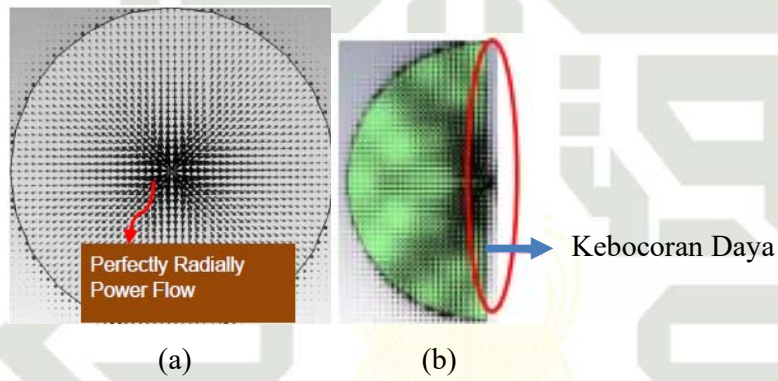 Perfectly Radially
Power Flow
Kebocoran Daya
(a)
(b)